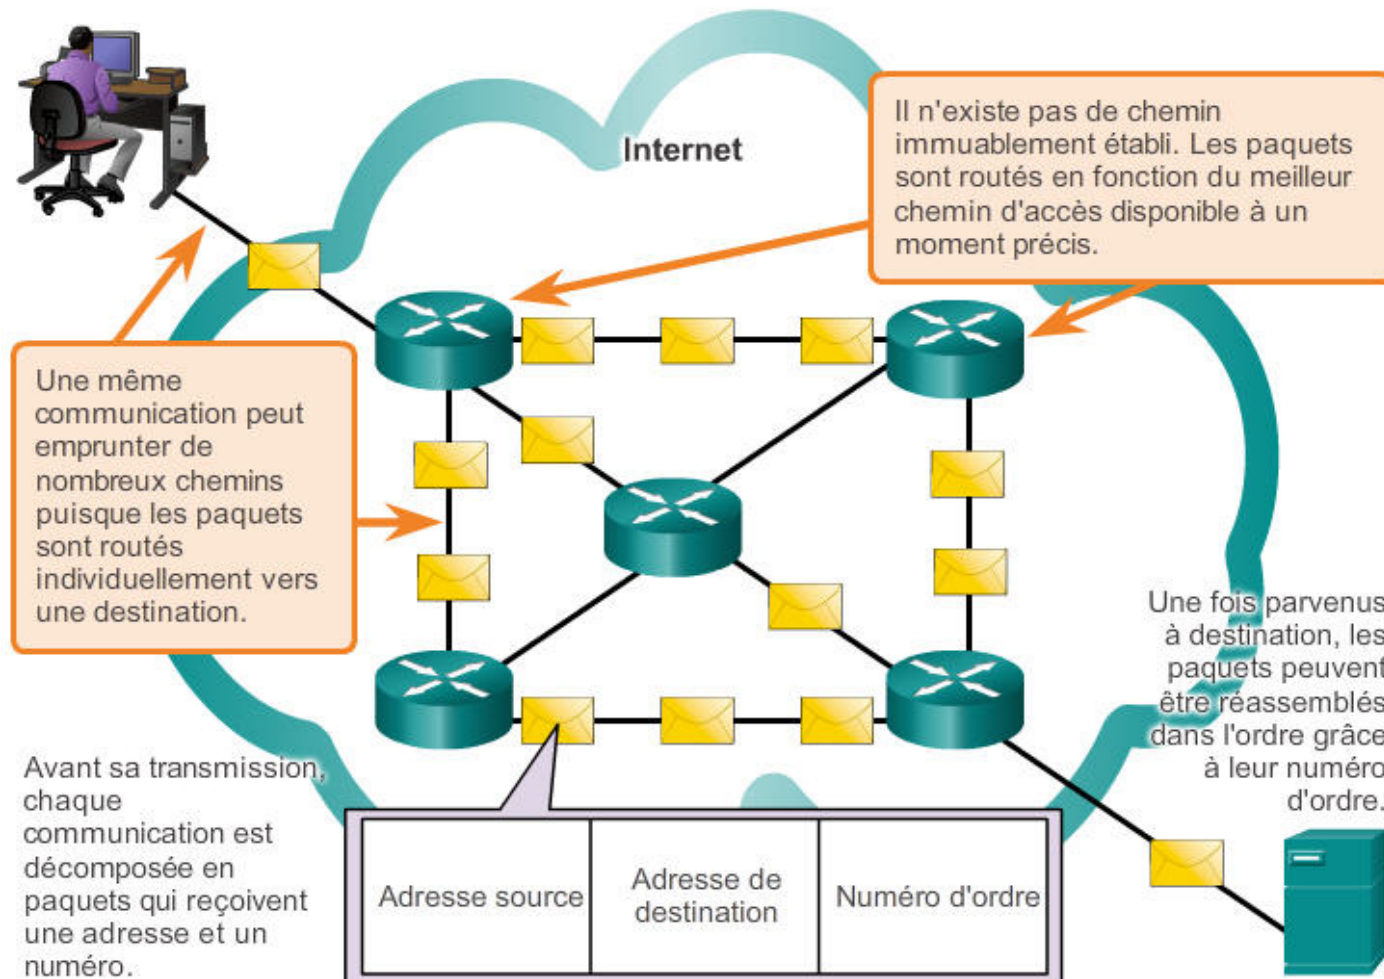 Internet
Il n'existe pas de chemin
immuablement établi. Les paquets
sont routés en fonction du meilleur
chemin d'accès disponible à un
moment précis.
Une même
communication peut
emprunter de
nombreux chemins
puisque les paquets
sont routés
individuellement vers
une destination.
Une fois parvenus
à destination, les
paquets peuvent
être réassemblés
dans l'ordre grâce
à leur numéro
d'ordre.
Avant sa transmission,
chaque
communication est
décomposée en
paquets qui reçoivent
une adresse et un
numéro.
Adresse source
Adresse de
destination
Numéro d'ordre